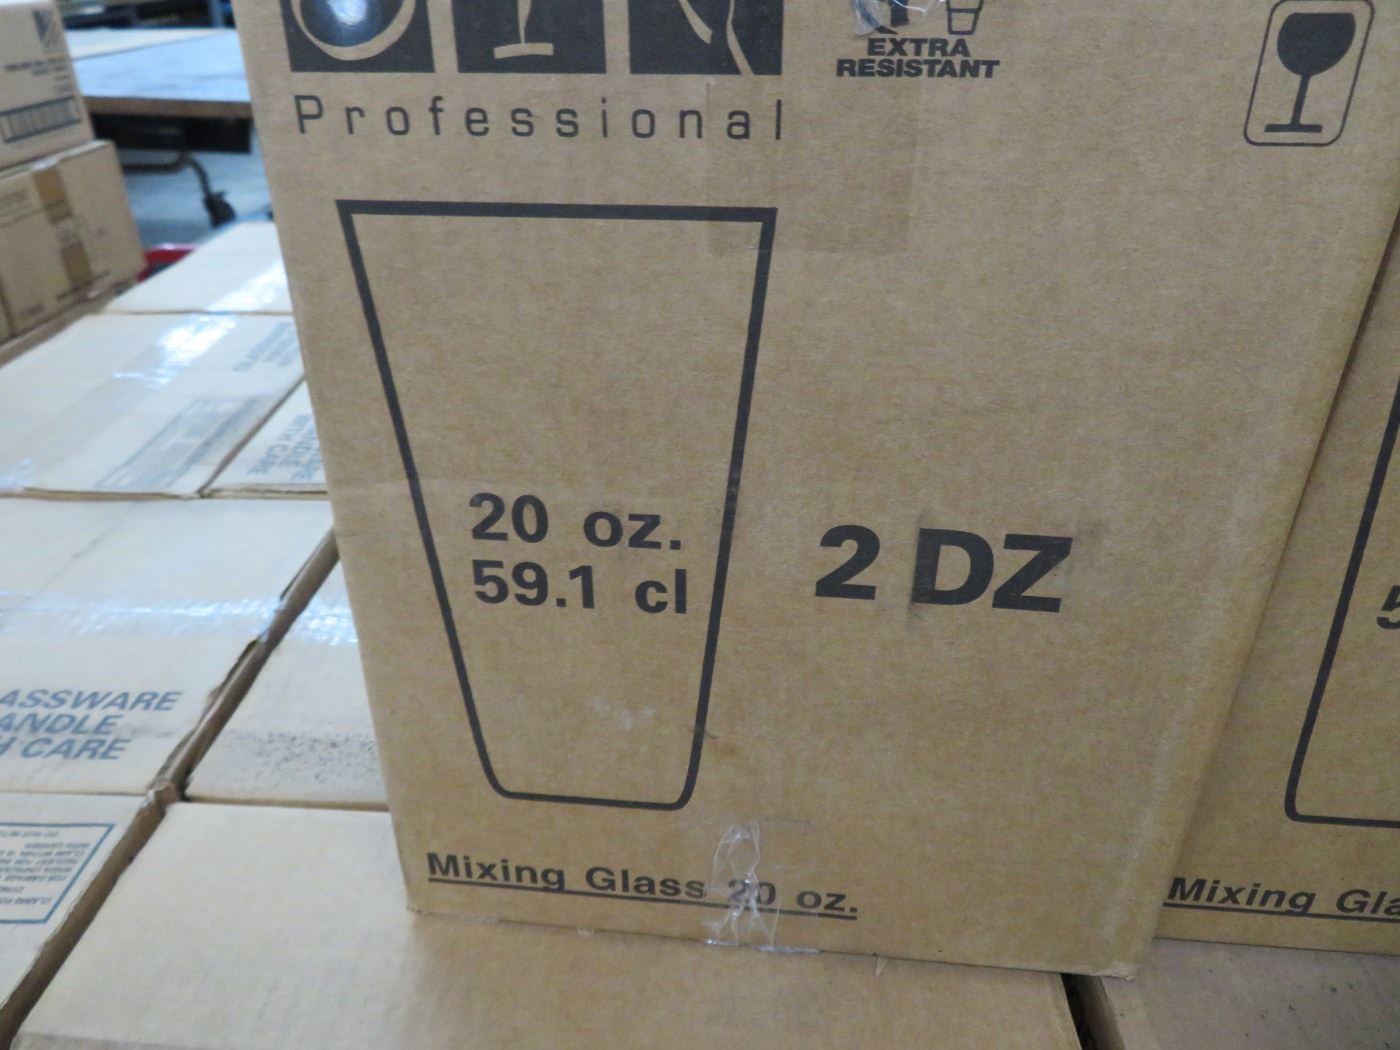 EXTRA
RESISTANT
Professional
20 oz.
59.1 cl
2 DZ
Mixing Glass 20 oz.
Mixing Gla
5
ASSWARE
ANDLE
H CARE